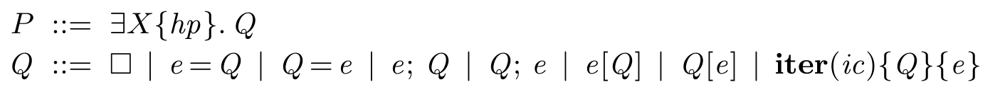 P ::= ∃X{hp}. Q
Q ::= □ | e = Q | Q = e | e; Q | Q; e | e[Q] | Q[e] | iter(ic){Q}{e}